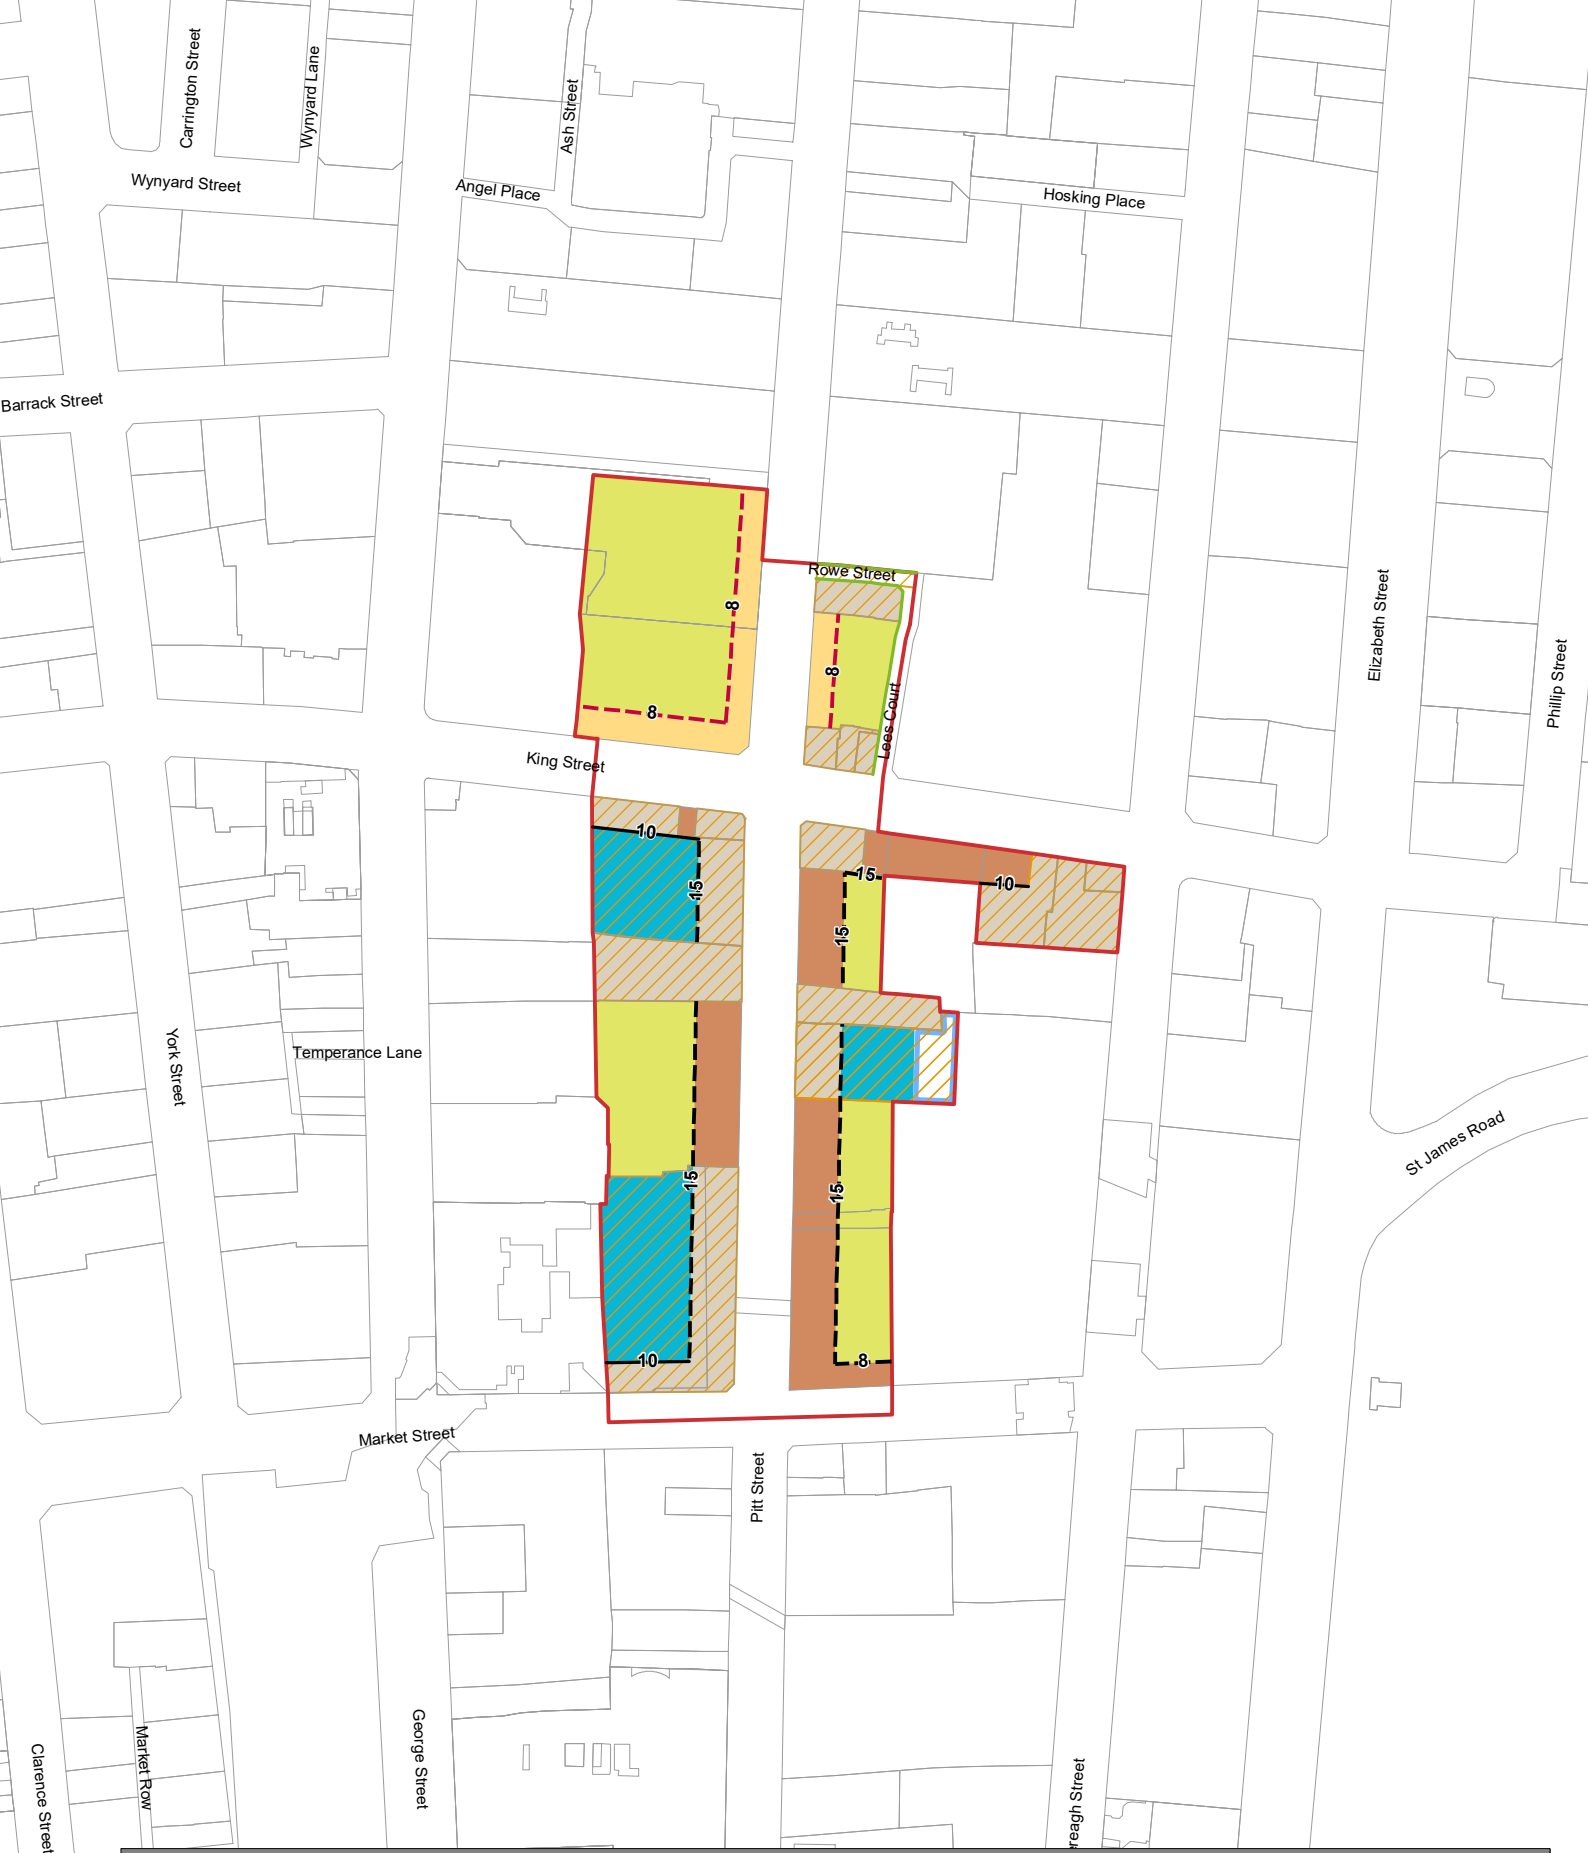 Carrington Street
Wynyard Lane
Ash Street
Wynyard Street
Angel Place
Hosking Place
Barrack Street
Rowe Street
Elizabeth Street
8
8
Phillip Street
8
Lees Court
King Street
10
15
10
15
15
York Street
Temperance Lane
St James Road
15
15
10
8
Market Street
Pitt Street
George Street
Market Row
Clarence Street
reagh Street